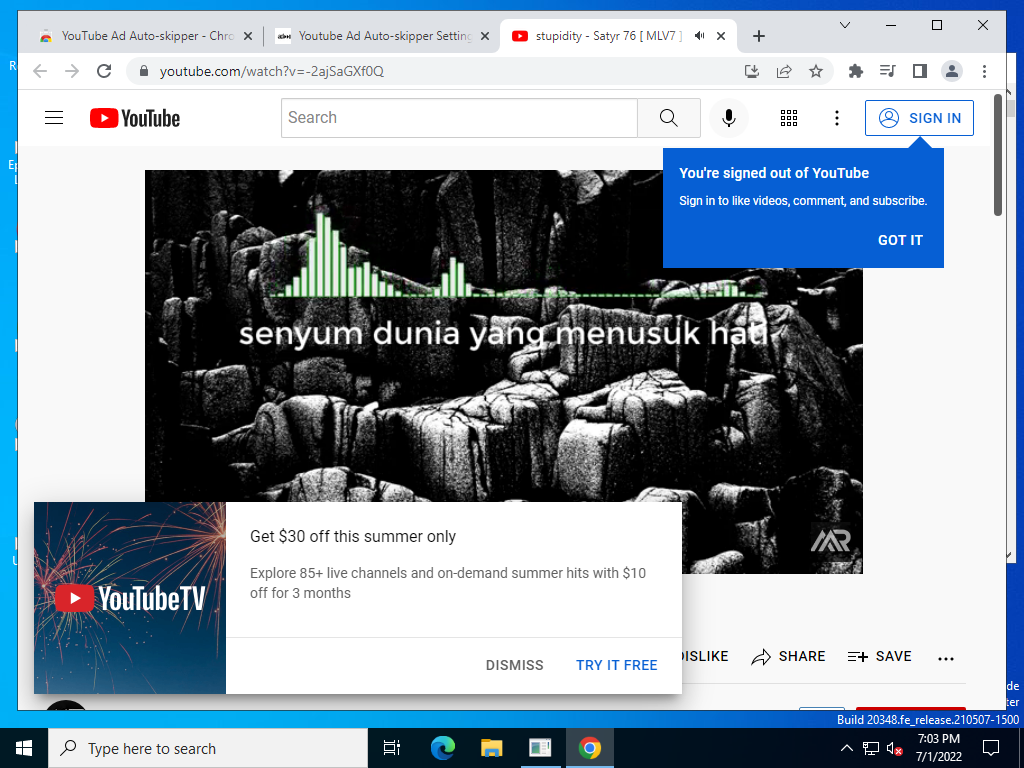 YouTube Ad Auto-skipper - Chro
Youtube Ad Auto-skipper Setting
stupidity - Satyr 76 [ MLV7 ]
youtube.com/watch?v=-2ajSaGXf0Q
YouTube
Search
SIGN IN
You're signed out of YouTube
Sign in to like videos, comment, and subscribe.
GOT IT
senyum dunia yang menusuk hati
MR
YouTubeTV
Get $30 off this summer only
Explore 85+ live channels and on-demand summer hits with $10
off for 3 months
DISMISS
TRY IT FREE
DISLIKE
SHARE
SAVE
Build 20348.fe_release.210507-1500
Type here to search
7:03 PM
7/1/2022